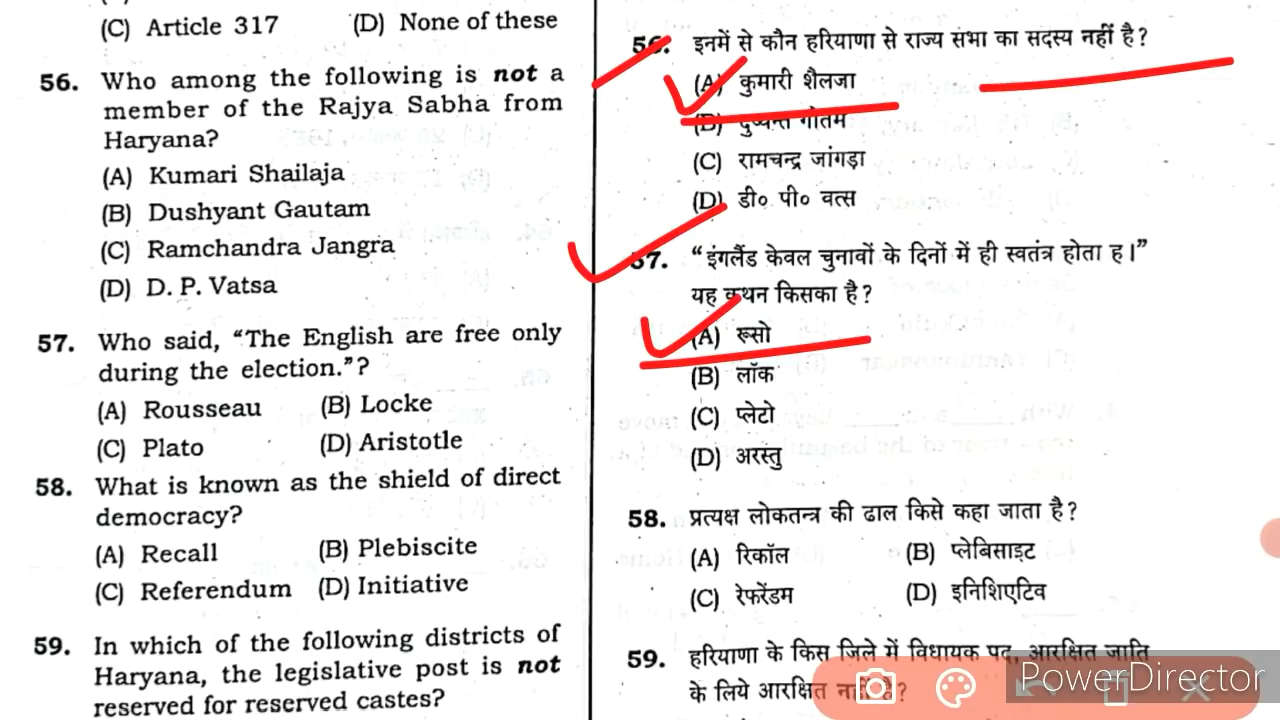 (C) Article 317 (D) None of these
56. Who among the following is not a
member of the Rajya Sabha from
Haryana?
(A) Kumari Shailaja
(B) Dushyant Gautam
(C) Ramchandra Jangra
(D) D. P. Vatsa
57. Who said, “The English are free only
during the election.”?
(A) Rousseau (B) Locke
(C) Plato (D) Aristotle
58. What is known as the shield of direct
democracy?
(A) Recall (B) Plebiscite
(C) Referendum (D) Initiative
59. In which of the following districts of
Haryana, the legislative post is not
reserved for reserved castes?
56. इनमें से कौन हरियाणा से राज्य सभा का सदस्य नहीं है?
(A) कुमारी शैलजा
(B) दुष्यन्त गौतम
(C) रामचन्द्र जांगड़ा
(D) डी० पी० वत्स
57. “इंगलैंड केवल चुनावों के दिनों में ही स्वतंत्र होता ह।”
यह कथन किसका है?
(A) रूसो
(B) लॉक
(C) प्लेटो
(D) अरस्तु
58. प्रत्यक्ष लोकतन्त्र की ढाल किसे कहा जाता है?
(A) रिकॉल (B) प्लेबिसाइट
(C) रेफरेंडम (D) इनिशिएटिव
59. हरियाणा के किस जिले में विधायक पद, आरक्षित जाति
के लिये आरक्षित नहीं है?
PowerDirector